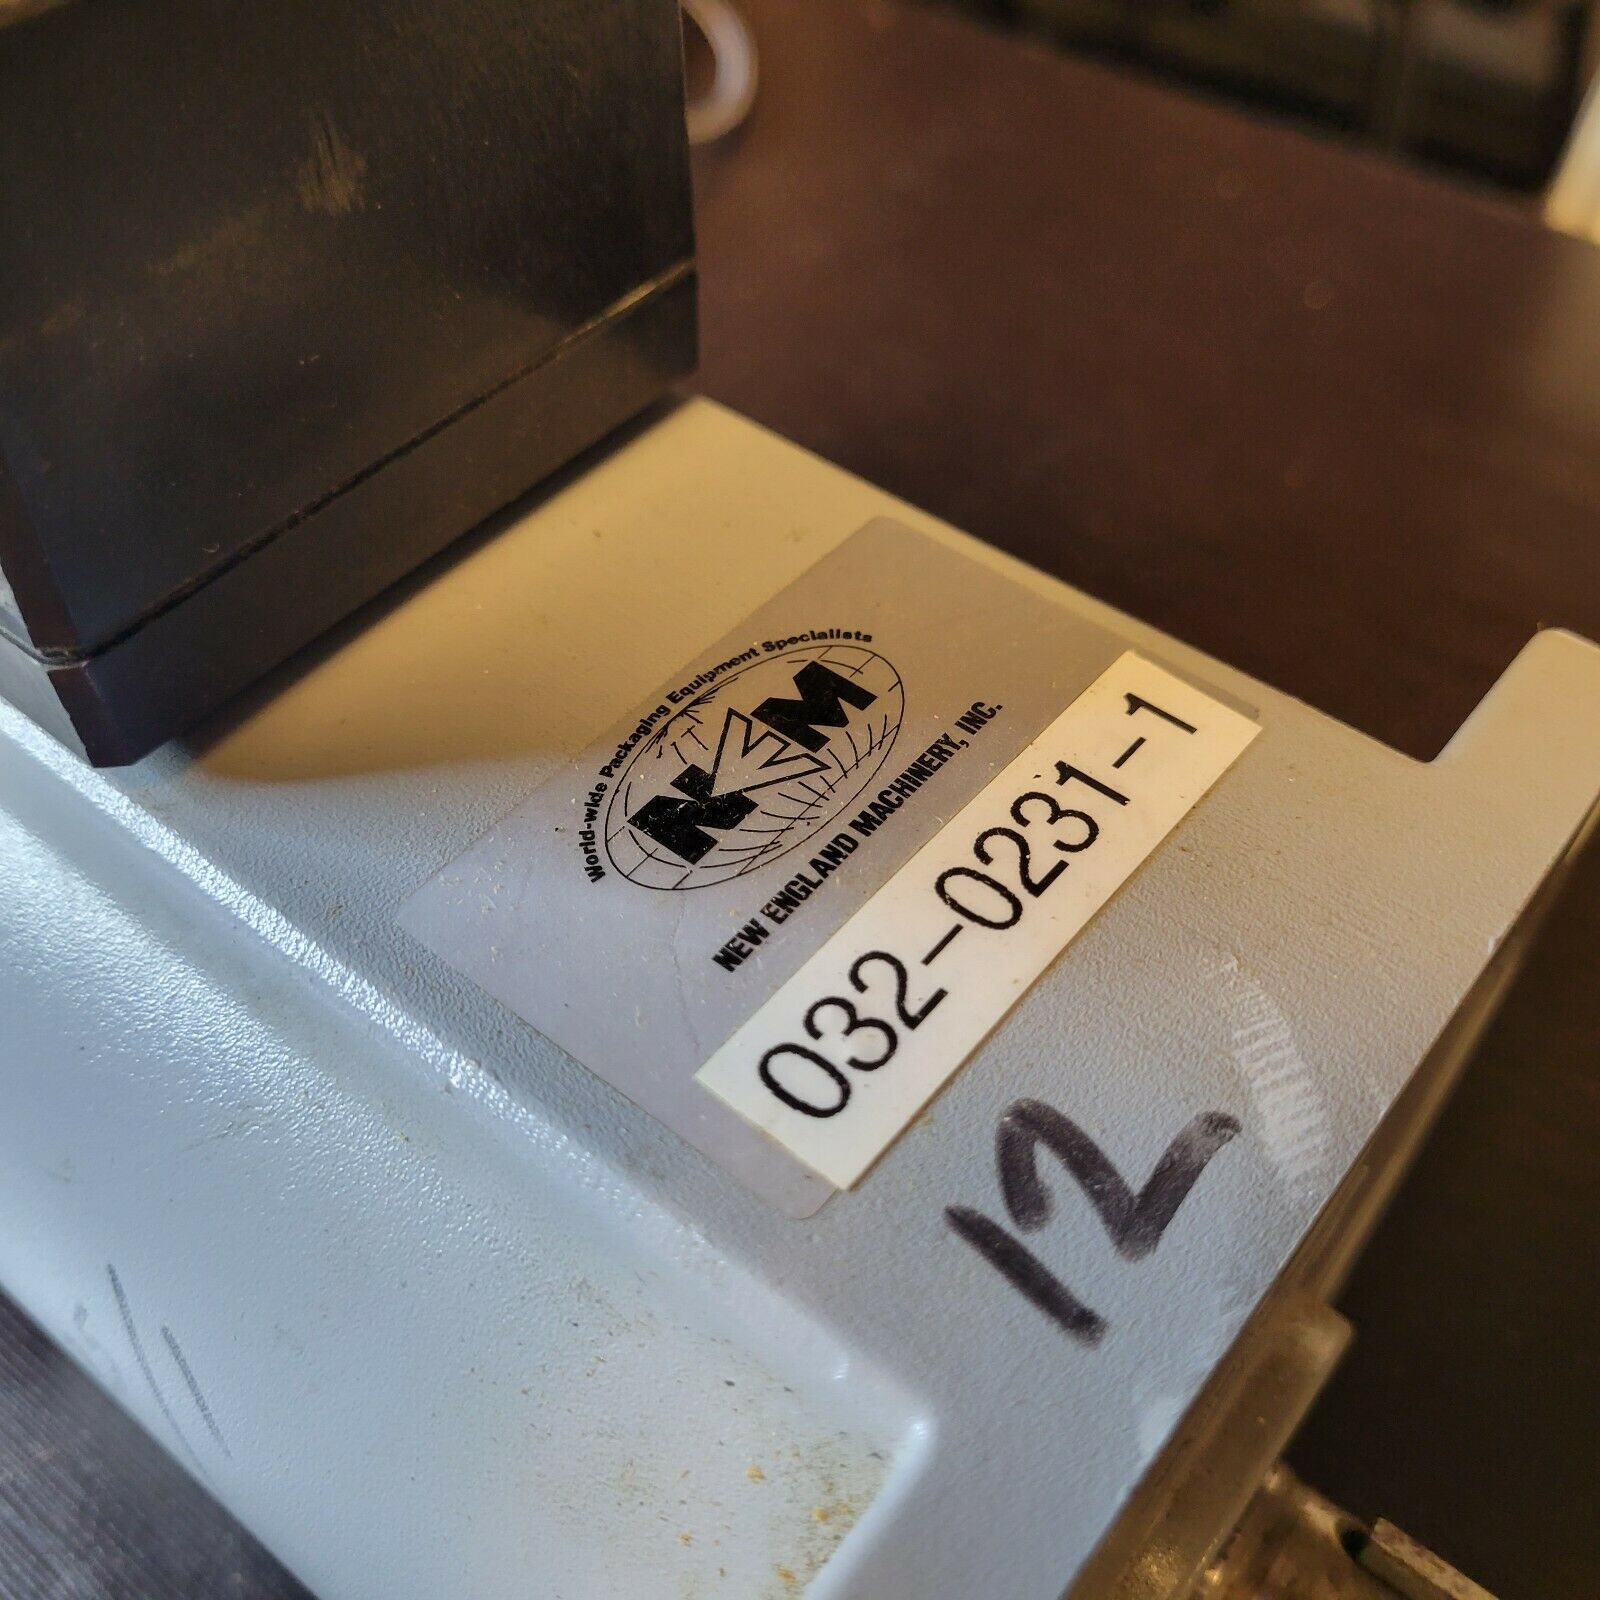 World-wide Packaging Equipment Specialists
NEM
NEW ENGLAND MACHINERY, INC.
032-0231-1
12